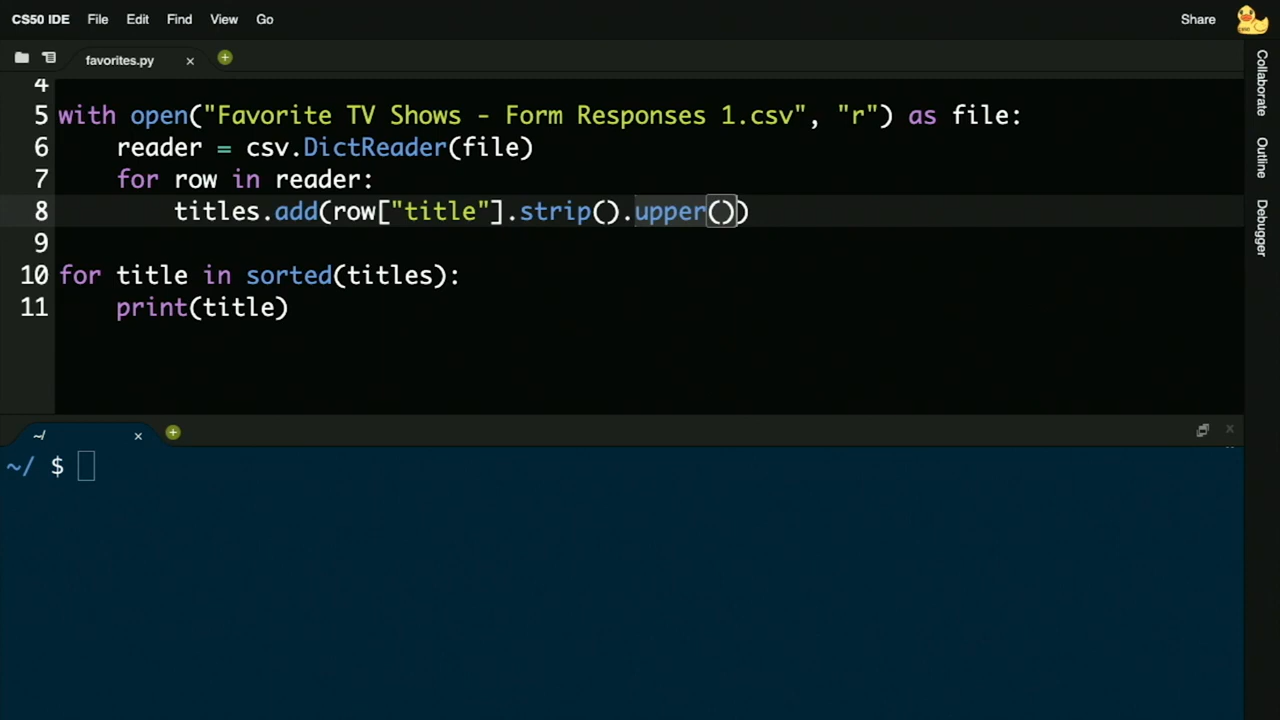 CS50 IDE File Edit Find View Go Share
favorites.py
4
5 with open("Favorite TV Shows - Form Responses 1.csv", "r") as file:
6     reader = csv.DictReader(file)
7     for row in reader:
8         titles.add(row["title"].strip().upper())
9
10 for title in sorted(titles):
11     print(title)
~/
~/ $
Collaborate
Outline
Debugger